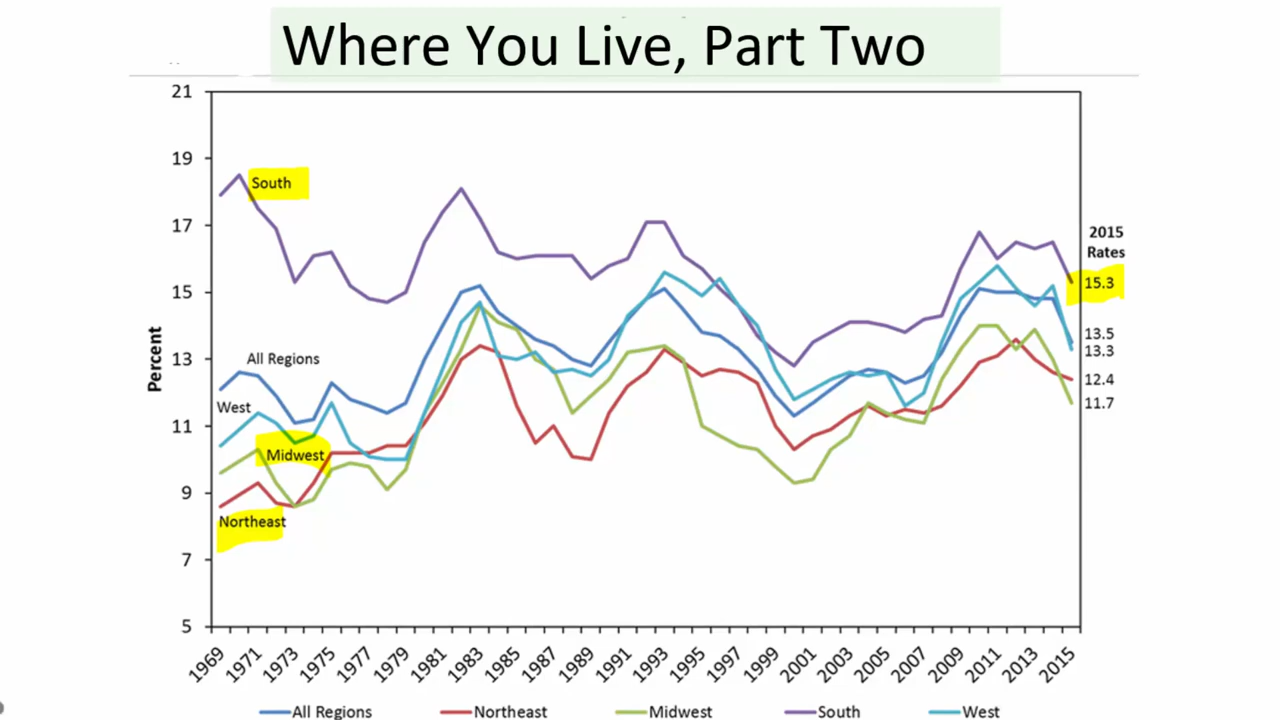 Where You Live, Part Two
21
19
17
15
13
11
9
7
5
Percent
South
All Regions
West
Midwest
Northeast
2015
Rates
15.3
13.5
13.3
12.4
11.7
1969 1971 1973 1975 1977 1979 1981 1983 1985 1987 1989 1991 1993 1995 1997 1999 2001 2003 2005 2007 2009 2011 2013 2015
All Regions Northeast Midwest South West